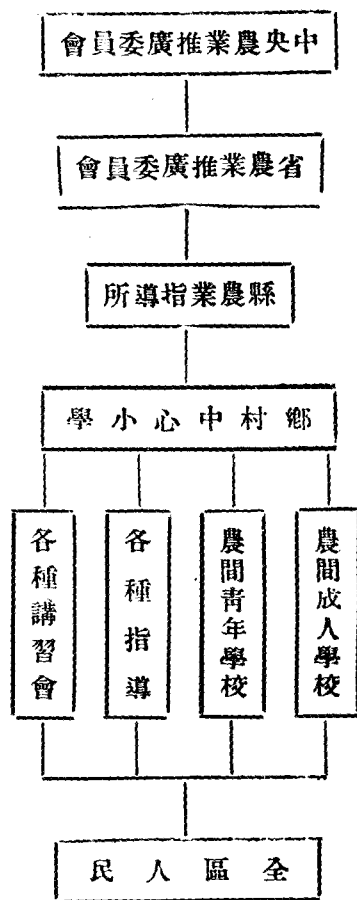 中央農業推廣委員會
省農業推廣委員會
縣農業指導所
鄉村中心小學
農間成人學校
農間青年學校
各種指導
各種講習會
全區人民